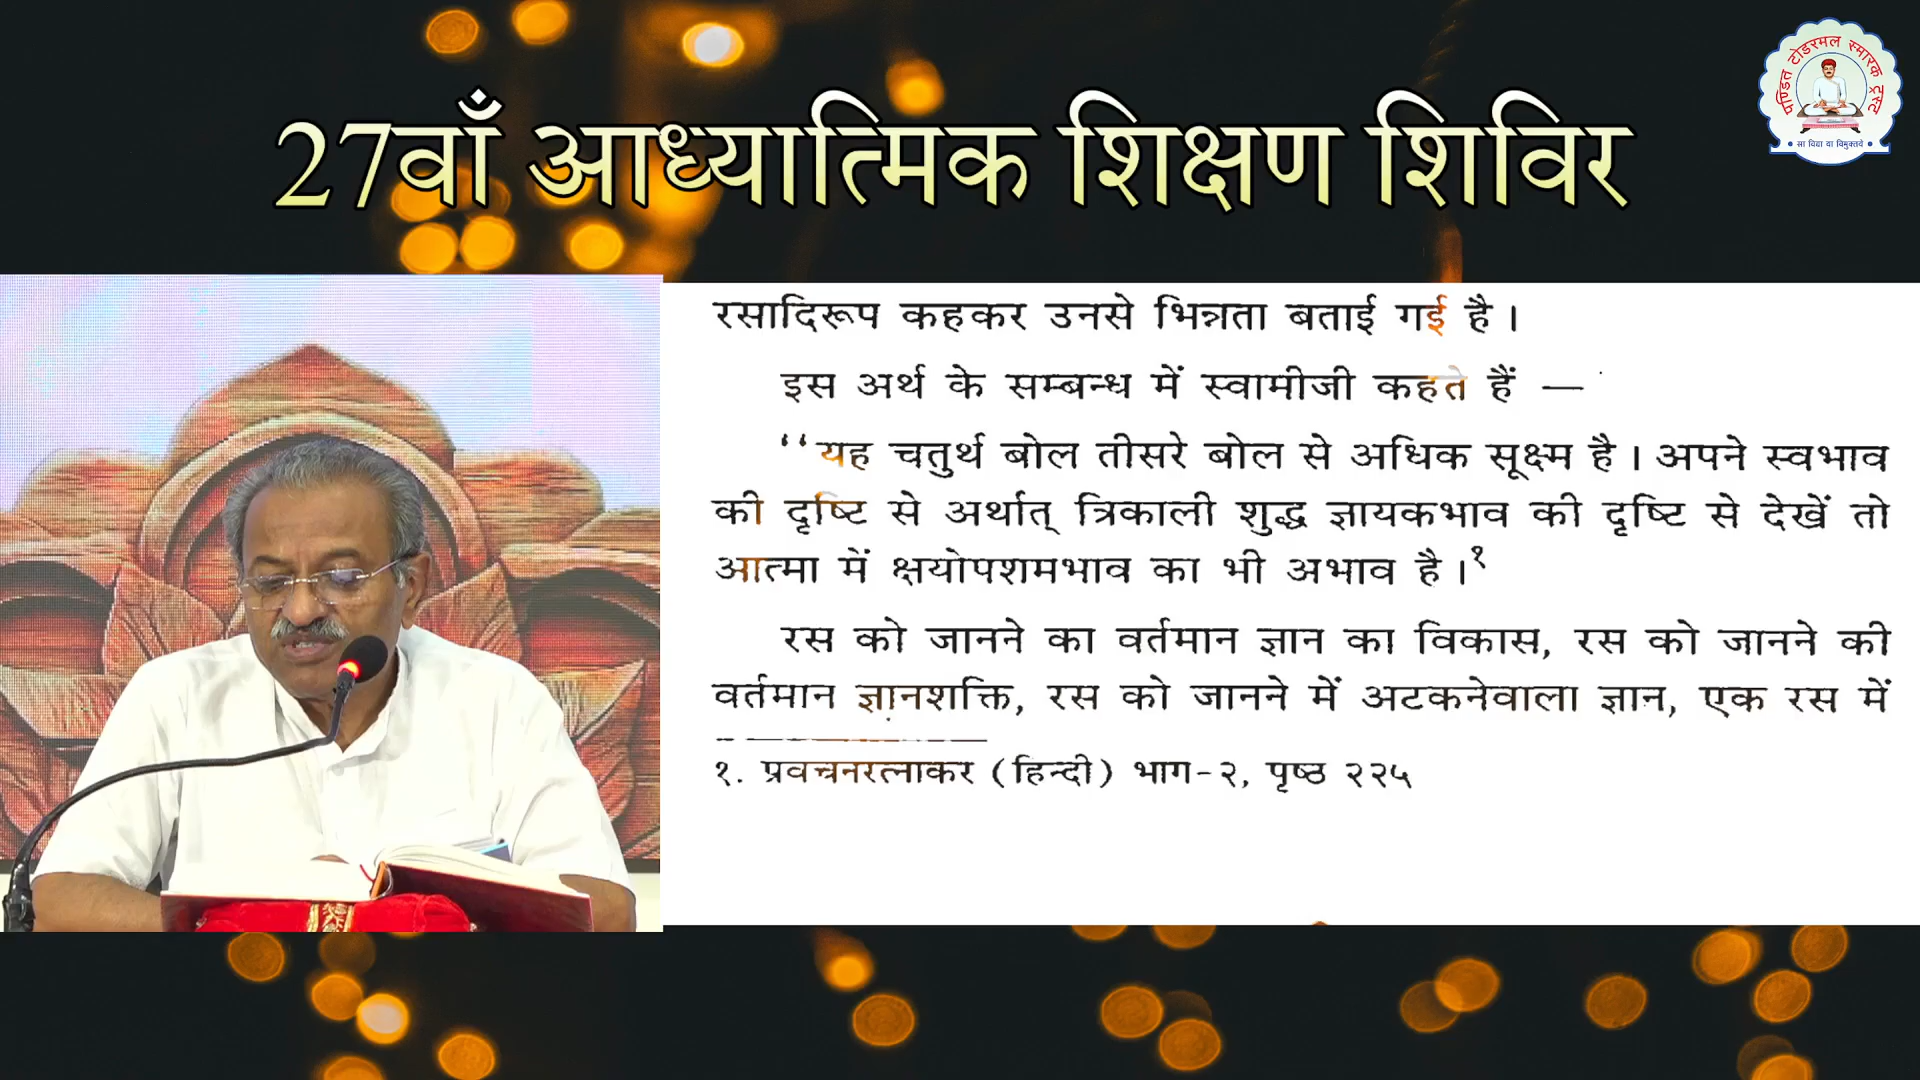 पण्डित टोडरमल स्मारक ट्रस्ट
• सा विद्या या विमुक्तये •
27वाँ आध्यात्मिक शिक्षण शिविर
रसादिरूप कहकर उनसे भिन्नता बताई गई है ।
इस अर्थ के सम्बन्ध में स्वामीजी कहते हैं —
‘‘यह चतुर्थ बोल तीसरे बोल से अधिक सूक्ष्म है । अपने स्वभाव
की दृष्टि से अर्थात् त्रिकाली शुद्ध ज्ञायकभाव की दृष्टि से देखें तो
आत्मा में क्षयोपशमभाव का भी अभाव है ।१
रस को जानने का वर्तमान ज्ञान का विकास, रस को जानने की
वर्तमान ज्ञानशक्ति, रस को जानने में अटकनेवाला ज्ञान, एक रस में
१. प्रवचनरत्नाकर (हिन्दी) भाग-२, पृष्ठ २२५